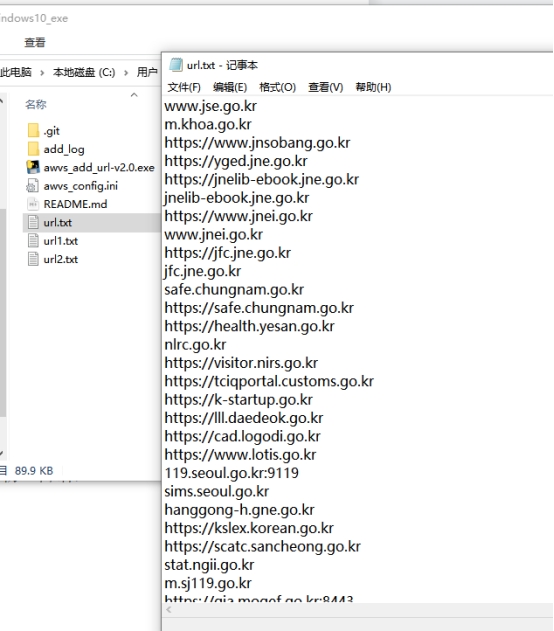 indows10_exe
查看
此电脑 › 本地磁盘 (C:) › 用户
名称
.git
add_log
awvs_add_url-v2.0.exe
awvs_config.ini
README.md
url.txt
url1.txt
url2.txt
目 89.9 KB
url.txt - 记事本
文件(F) 编辑(E) 格式(O) 查看(V) 帮助(H)
www.jse.go.kr
m.khoa.go.kr
https://www.jnsobang.go.kr
https://yged.jne.go.kr
https://jnelib-ebook.jne.go.kr
jnelib-ebook.jne.go.kr
https://www.jnei.go.kr
www.jnei.go.kr
https://jfc.jne.go.kr
jfc.jne.go.kr
safe.chungnam.go.kr
https://safe.chungnam.go.kr
https://health.yesan.go.kr
nlrc.go.kr
https://visitor.nirs.go.kr
https://tciqportal.customs.go.kr
https://k-startup.go.kr
https://lll.daedeok.go.kr
https://cad.logodi.go.kr
https://www.lotis.go.kr
119.seoul.go.kr:9119
sims.seoul.go.kr
hanggong-h.gne.go.kr
https://kslex.korean.go.kr
https://scatc.sancheong.go.kr
stat.ngii.go.kr
m.sj119.go.kr
https://gia.mogef.go.kr:8443